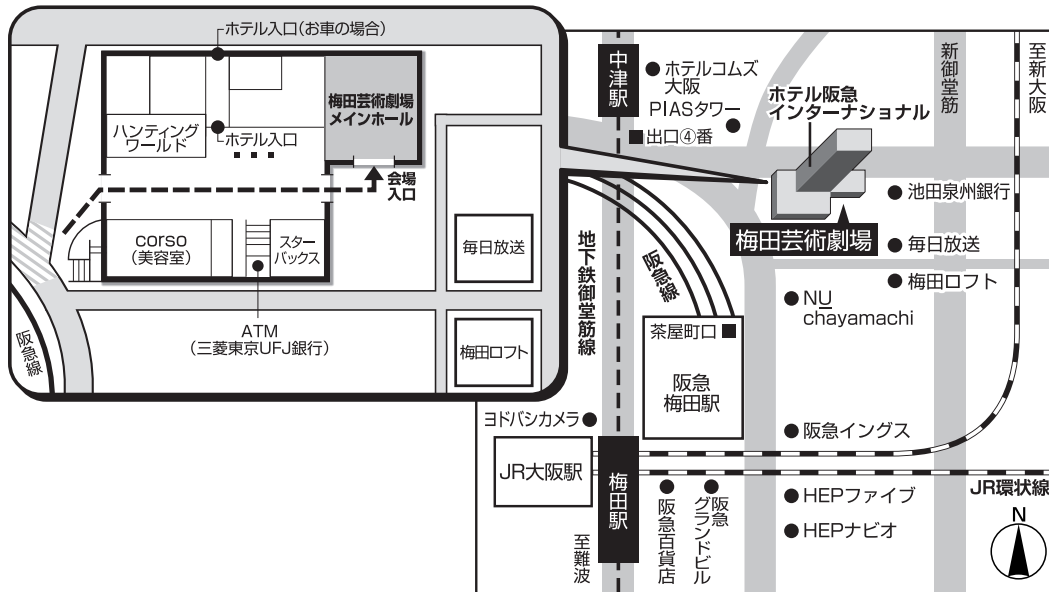 ホテル入口(お車の場合)
梅田芸術劇場
メインホール
ハンティング
ワールド
ホテル入口
会場
入口
corso
(美容室)
スター
バックス
ATM
(三菱東京UFJ銀行)
毎日放送
梅田ロフト
阪急線
中津駅
ホテルコムズ
大阪
PIASタワー
出口④番
ホテル阪急
インターナショナル
新御堂筋
至新大阪
池田泉州銀行
梅田芸術劇場
毎日放送
梅田ロフト
地下鉄御堂筋線
阪急線
NU
chayamachi
茶屋町口
阪急
梅田駅
ヨドバシカメラ
阪急イングス
JR大阪駅
梅田駅
JR環状線
HEPファイブ
HEPナビオ
阪急百貨店
阪急
グランドビル
至難波
N